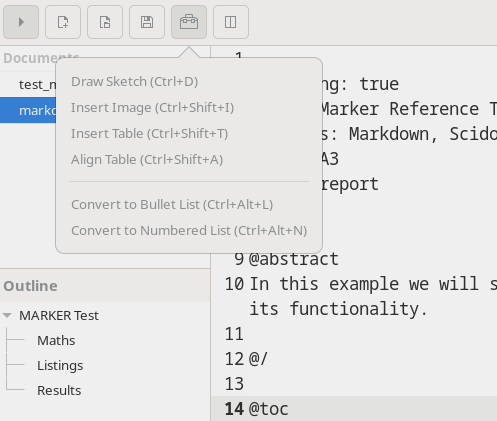 Documents
test_m
marko
Draw Sketch (Ctrl+D)
Insert Image (Ctrl+Shift+I)
Insert Table (Ctrl+Shift+T)
Align Table (Ctrl+Shift+A)
Convert to Bullet List (Ctrl+Alt+L)
Convert to Numbered List (Ctrl+Alt+N)
Outline
MARKER Test
Maths
Listings
Results
1
ng: true
Marker Reference T
s: Markdown, Scido
A3
report
9 @abstract
10 In this example we will s
its functionality.
11
12 @/
13
14 @toc